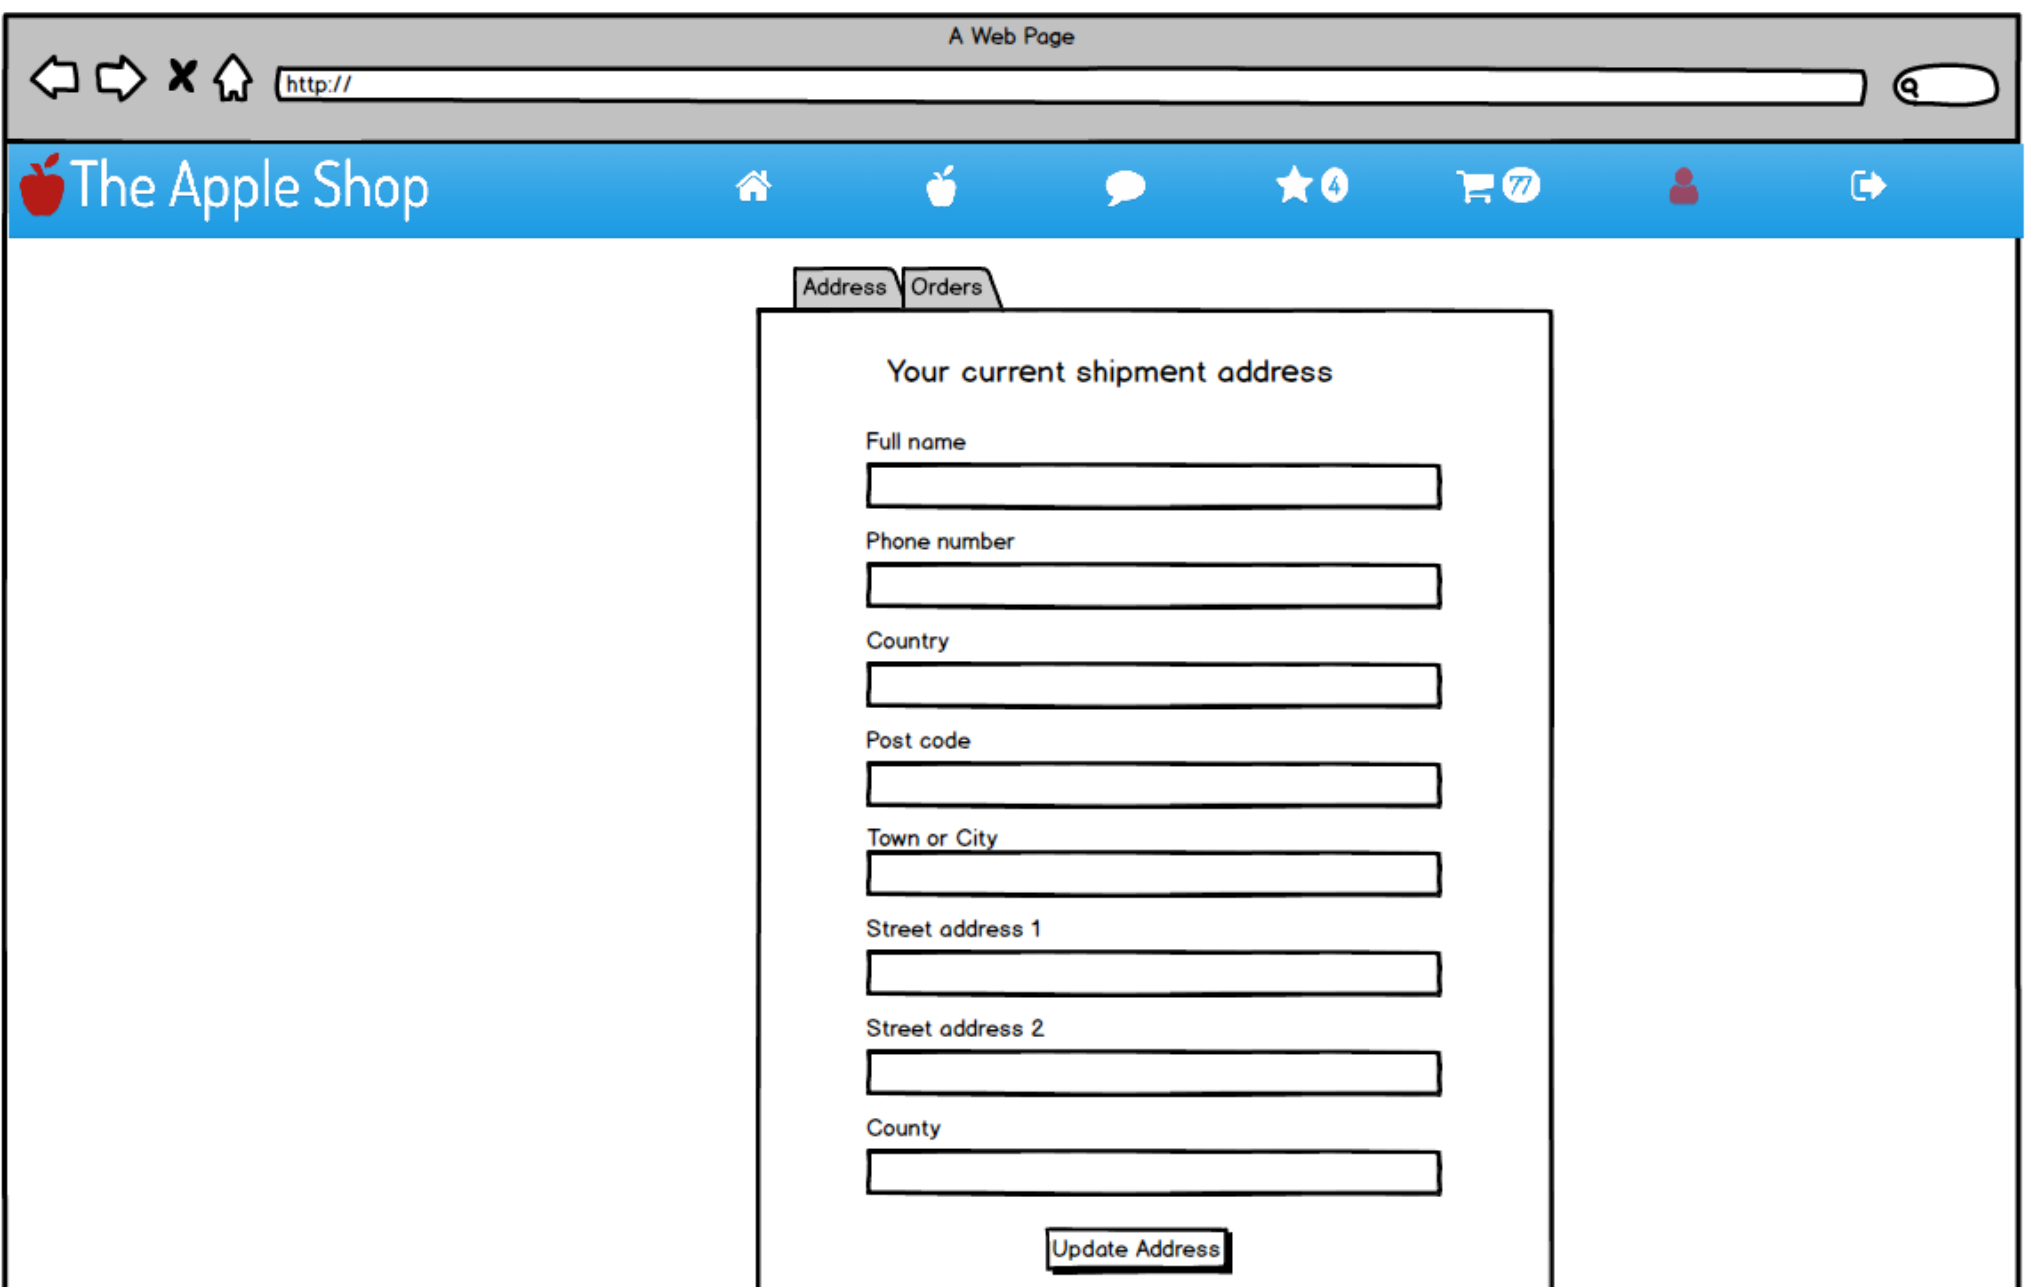 A Web Page
http://
The Apple Shop
4
77
Address
Orders
Your current shipment address
Full name
Phone number
Country
Post code
Town or City
Street address 1
Street address 2
County
Update Address